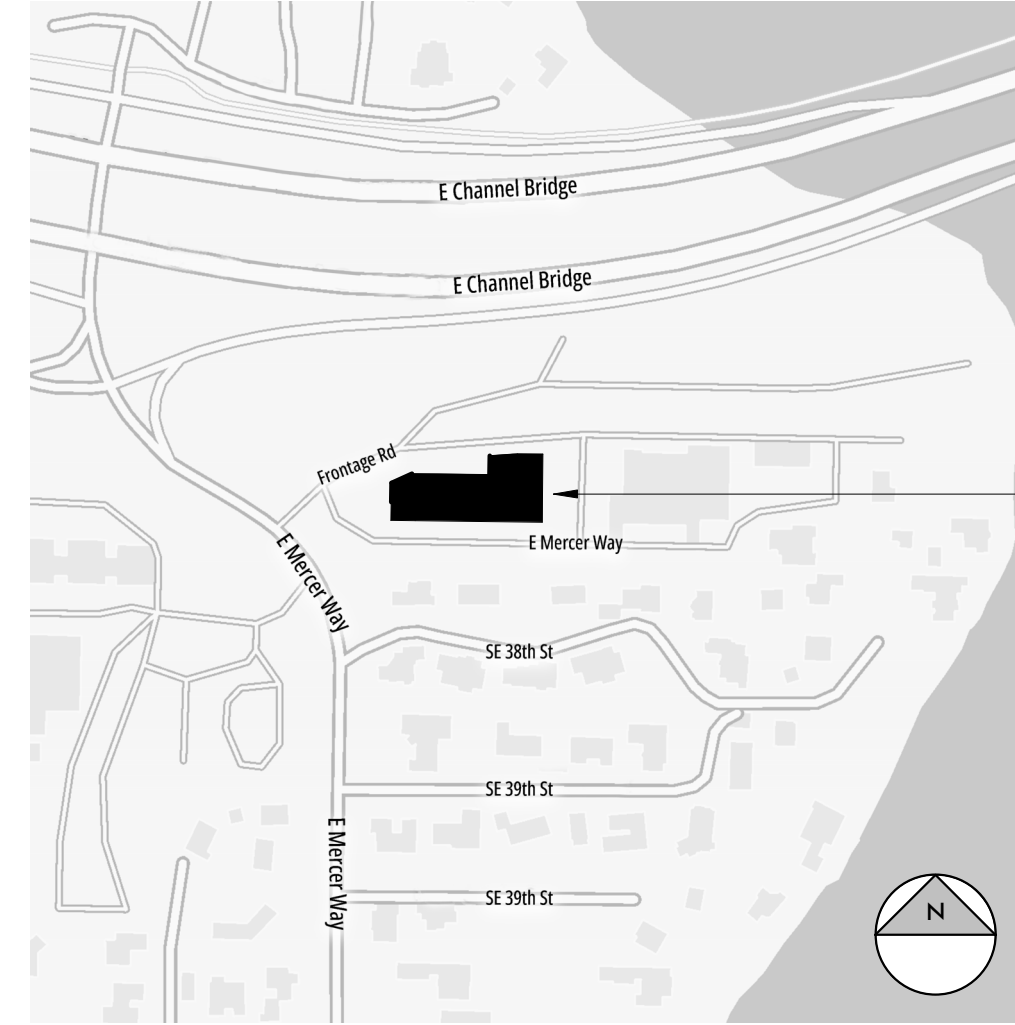 E Channel Bridge
E Channel Bridge
Frontage Rd
E Mercer Way
E Mercer Way
SE 38th St
SE 39th St
E Mercer Way
SE 39th St
N